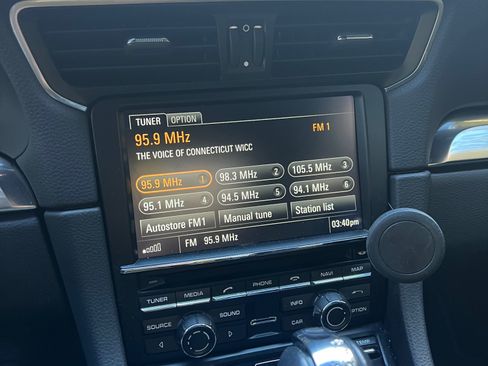 TUNER OPTION
95.9 MHz FM 1
THE VOICE OF CONNECTICUT WICC
95.9 MHz 1 98.3 MHz 2 105.5 MHz 3
95.1 MHz 4 94.5 MHz 5 94.1 MHz 6
Autostore FM1 Manual tune Station list
FM 95.9 MHz 03:40pm
TUNER MEDIA PHONE NAVI MAP
SOURCE SOUND INFO CAR OPTION